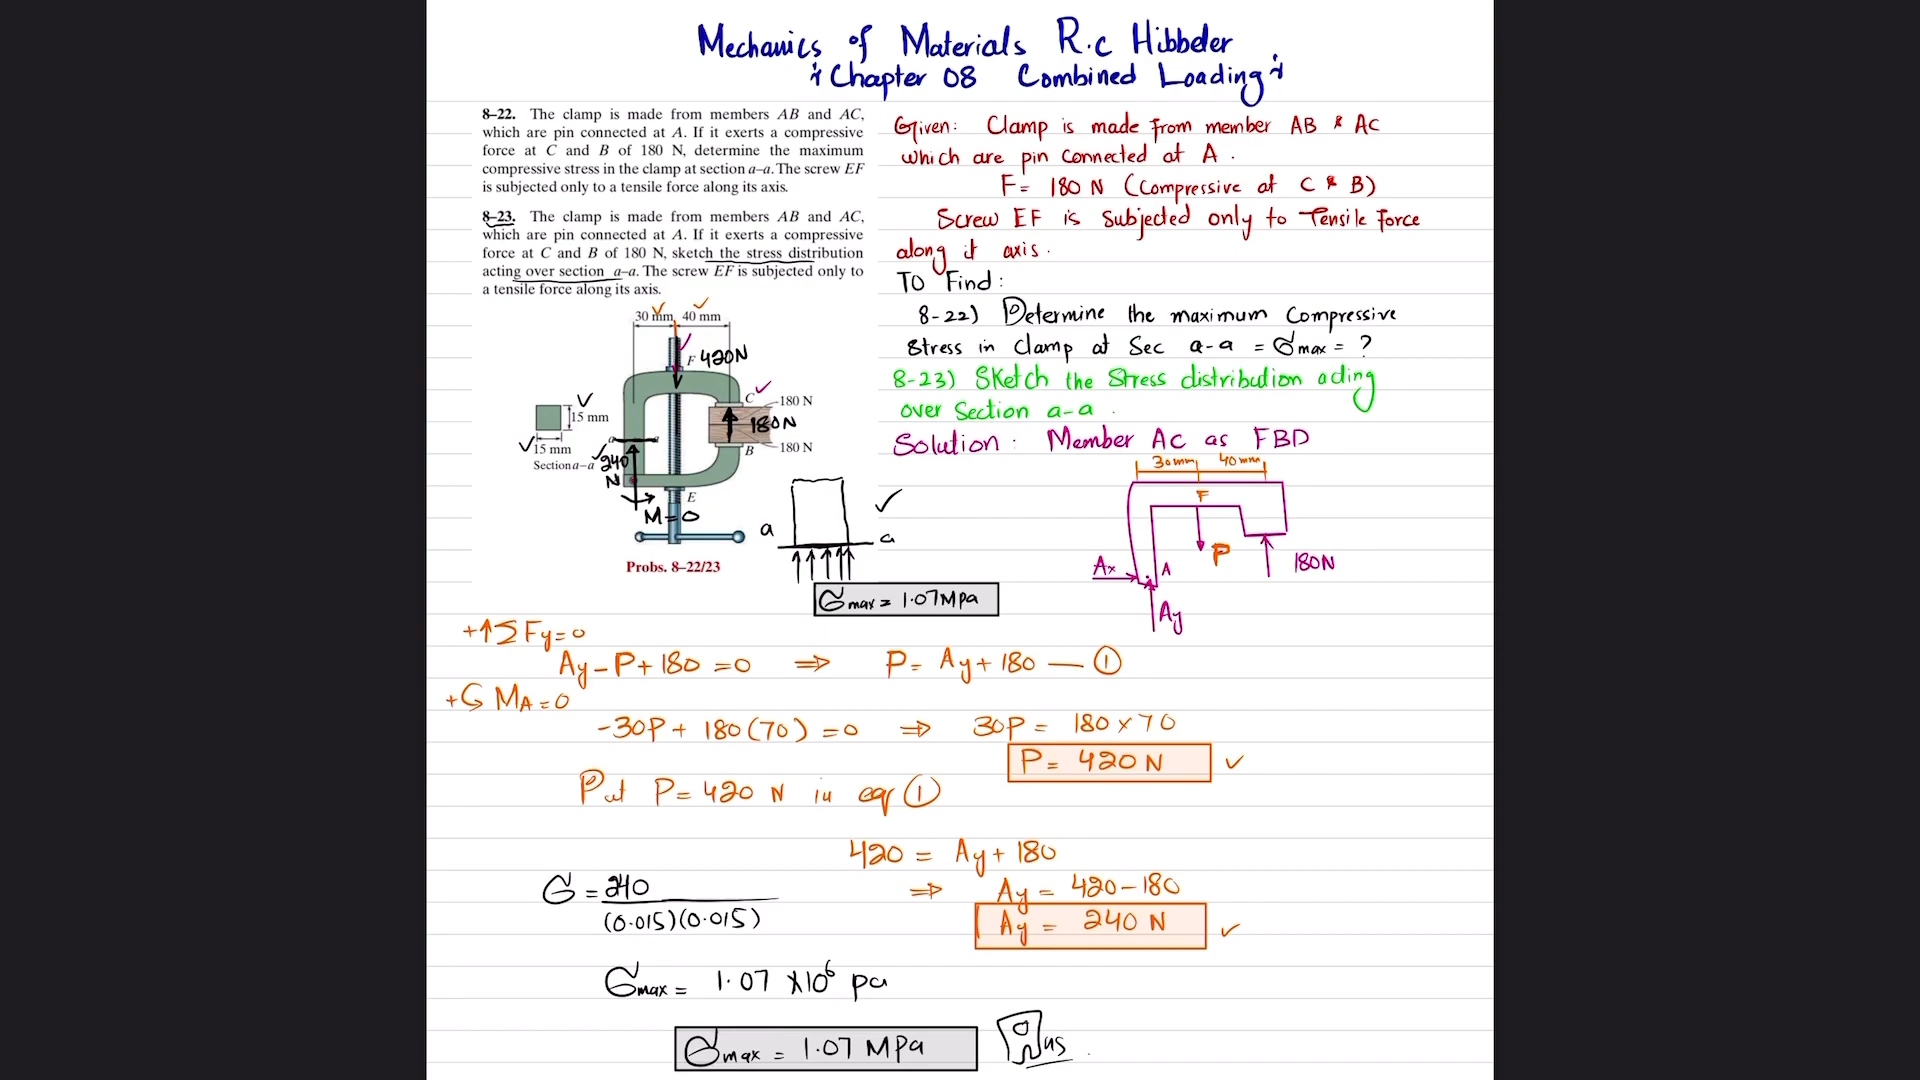 Mechanics of Materials R.C Hibbeler
Chapter 08 Combined Loading
8–22. The clamp is made from members AB and AC,
which are pin connected at A. If it exerts a compressive
force at C and B of 180 N, determine the maximum
compressive stress in the clamp at section a–a. The screw EF
is subjected only to a tensile force along its axis.
8–23. The clamp is made from members AB and AC,
which are pin connected at A. If it exerts a compressive
force at C and B of 180 N, sketch the stress distribution
acting over section a–a. The screw EF is subjected only to
a tensile force along its axis.
30 mm 40 mm
F 420N
C
180 N
180N
180 N
B
15 mm
15 mm
Section a–a
a a
240
N
E
M=0
Probs. 8–22/23
a a
σmax = 1.07MPa
Given: Clamp is made from member AB & AC
which are pin connected at A.
F= 180 N (Compressive at C & B)
Screw EF is Subjected only to Tensile force
along it axis.
To Find:
8-22) Determine the maximum Compressive
Stress in Clamp at Sec a-a = σmax = ?
8-23) Sketch the Stress distribution acting
over Section a-a.
Solution: Member AC as FBD
30mm 40mm
F
P
180N
Ax
A
Ay
+↑ΣFy=0
Ay-P+180=0 ⇒ P= Ay+180 — ①
+↺ MA=0
-30P+180(70)=0 ⇒ 30P= 180×70
P= 420 N
Put P=420 N in eq ①
420 = Ay+180
⇒ Ay = 420-180
Ay = 240 N
σ = 240
(0.015)(0.015)
σmax = 1.07 ×10⁶ pa
σmax = 1.07 MPa